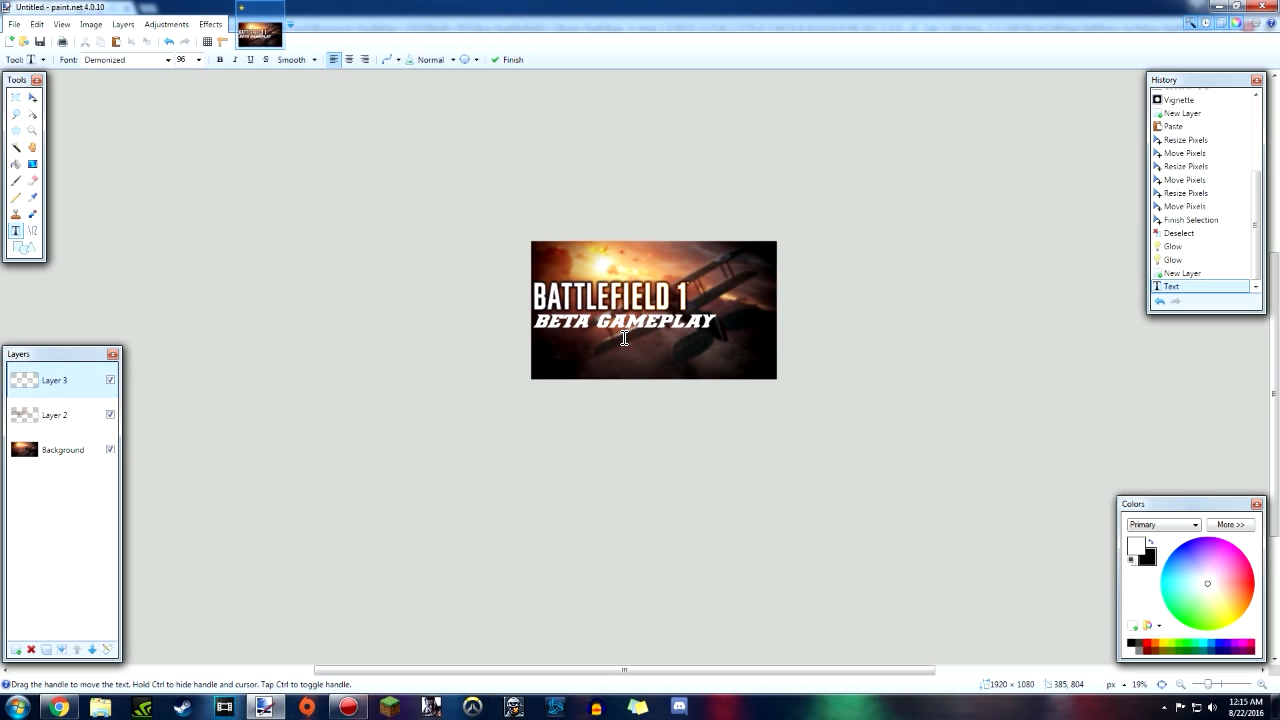 Untitled - paint.net 4.0.10
File Edit View Image Layers Adjustments Effects
Tool: T Font: Demonized 96 B I U S Smooth Normal Finish
Tools
History
Vignette
New Layer
Paste
Resize Pixels
Move Pixels
Resize Pixels
Move Pixels
Resize Pixels
Move Pixels
Finish Selection
Deselect
Glow
Glow
New Layer
Text
BATTLEFIELD 1
BETA GAMEPLAY
Layers
Layer 3
Layer 2
Background
Colors
Primary More >>
Drag the handle to move the text. Hold Ctrl to hide handle and cursor. Tap Ctrl to toggle handle. 1920 × 1080 385, 804 px 19%
12:15 AM
8/22/2016